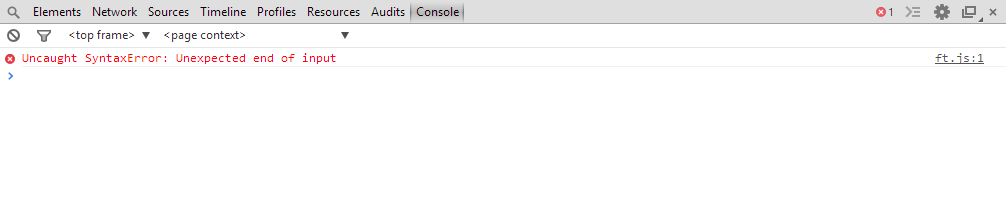 Elements Network Sources Timeline Profiles Resources Audits Console 1
<top frame> ▼ <page context> ▼
Uncaught SyntaxError: Unexpected end of input ft.js:1